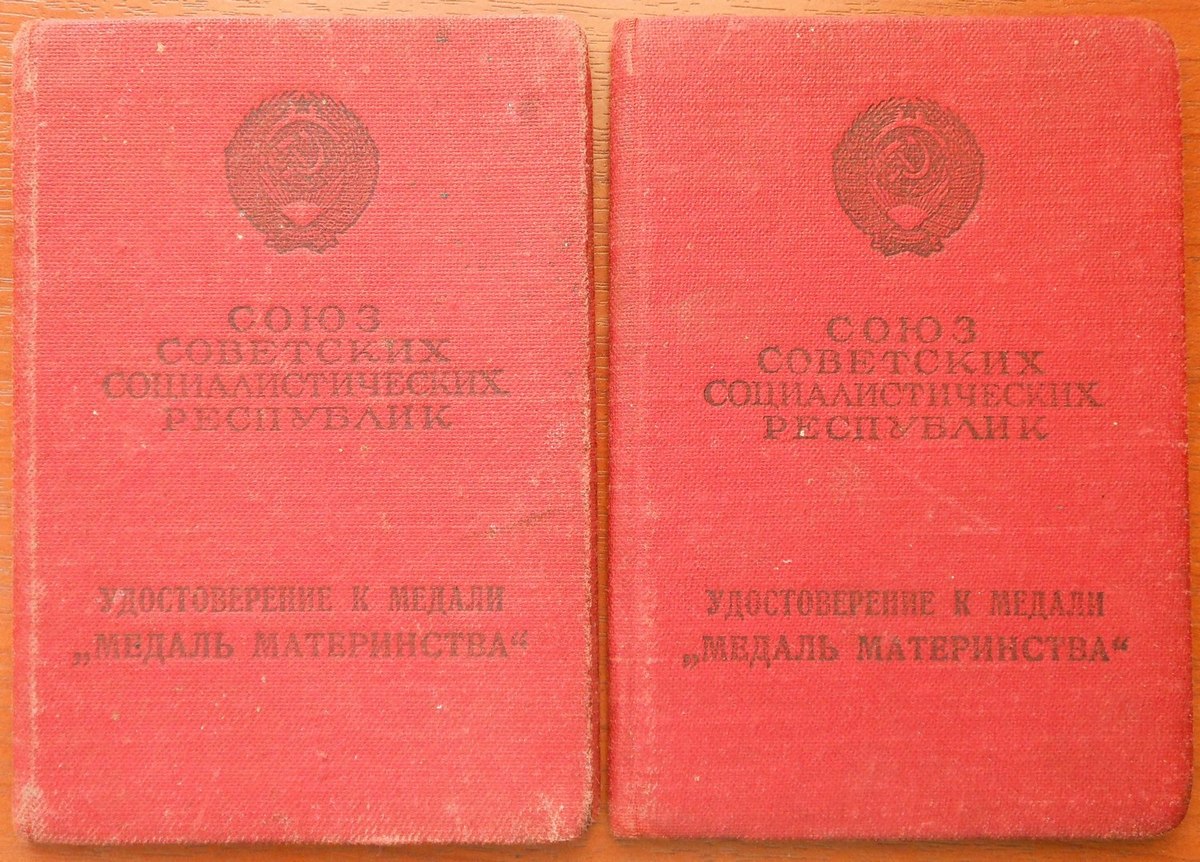 СОЮЗ
СОВЕТСКИХ
СОЦИАЛИСТИЧЕСКИХ
РЕСПУБЛИК
УДОСТОВЕРЕНИЕ К МЕДАЛИ
„МЕДАЛЬ МАТЕРИНСТВА“
СОЮЗ
СОВЕТСКИХ
СОЦИАЛИСТИЧЕСКИХ
РЕСПУБЛИК
УДОСТОВЕРЕНИЕ К МЕДАЛИ
„МЕДАЛЬ МАТЕРИНСТВА“